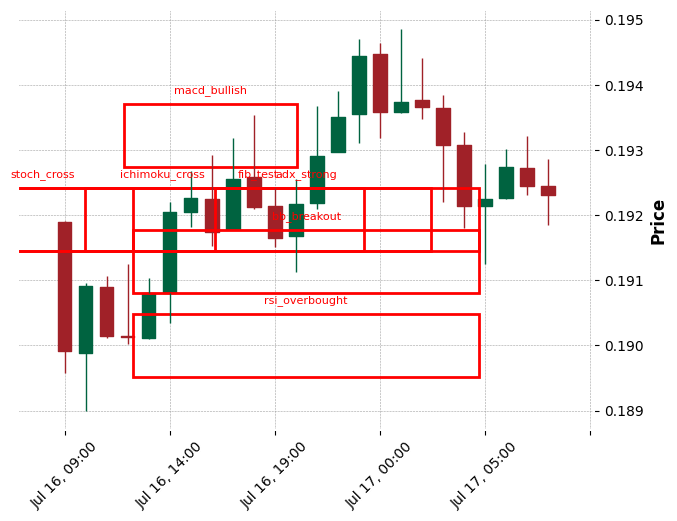 0.195
macd_bullish
0.194
0.193
stoch_cross
ichimoku_cross
fib_test
adx_strong
0.192
Price
0.191
rsi_overbought
0.190
0.189
Jul 16, 09:00
Jul 16, 14:00
Jul 16, 19:00
Jul 17, 00:00
Jul 17, 05:00